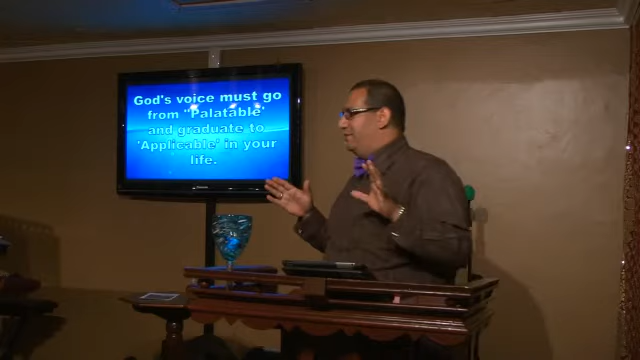 God's voice must go
from "Palatable'
and graduate to
'Applicable' in your
life.